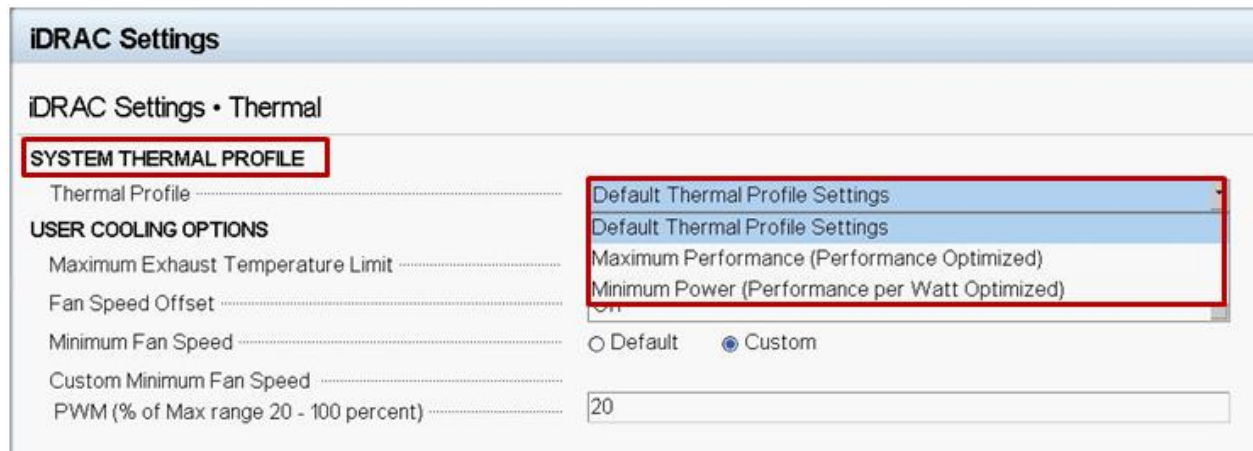 iDRAC Settings
iDRAC Settings • Thermal
SYSTEM THERMAL PROFILE
Thermal Profile
Default Thermal Profile Settings
Default Thermal Profile Settings
Maximum Performance (Performance Optimized)
Minimum Power (Performance per Watt Optimized)
USER COOLING OPTIONS
Maximum Exhaust Temperature Limit
Fan Speed Offset
Minimum Fan Speed
Default Custom
Custom Minimum Fan Speed
PWM (% of Max range 20 - 100 percent)
20